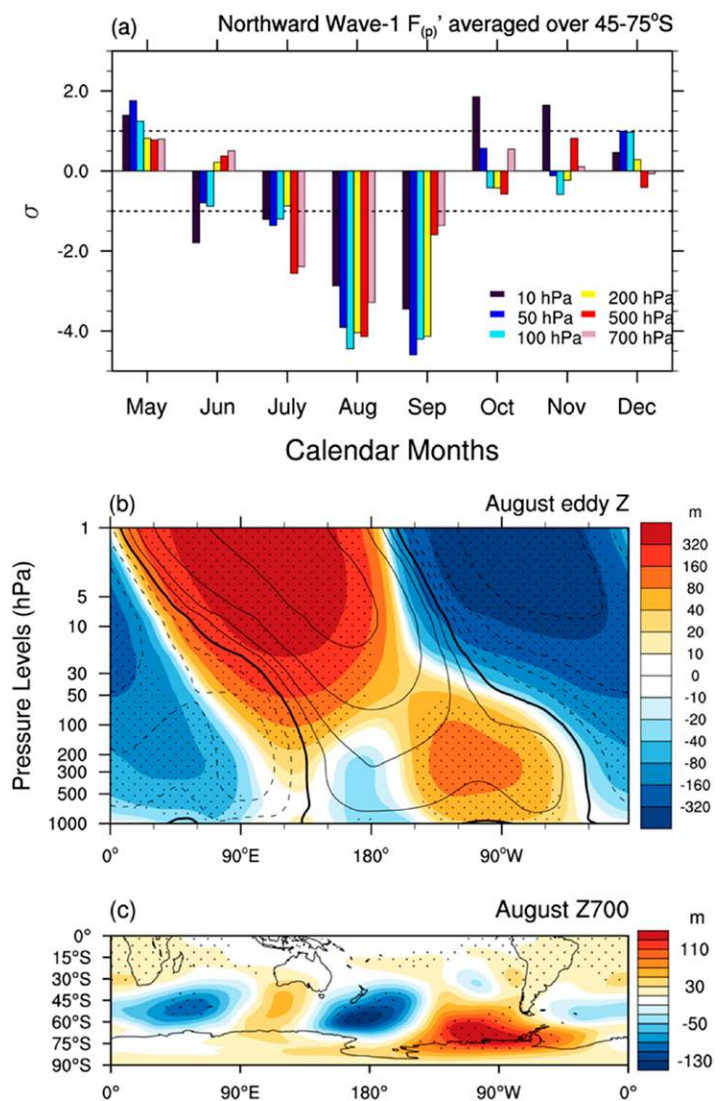 (a) Northward Wave-1 F(p)’ averaged over 45-75°S
2.0
0.0
-2.0
-4.0
σ
10 hPa 200 hPa
50 hPa 500 hPa
100 hPa 700 hPa
May Jun July Aug Sep Oct Nov Dec
Calendar Months
(b) August eddy Z
Pressure Levels (hPa)
1
5
10
30
50
100
200
300
500
1000
0° 90°E 180° 90°W
m
320
160
80
40
20
10
0
-10
-20
-40
-80
-160
-320
(c) August Z700
0°
15°S
30°S
45°S
60°S
75°S
90°S
0° 90°E 180° 90°W 0°
m
110
30
-50
-130